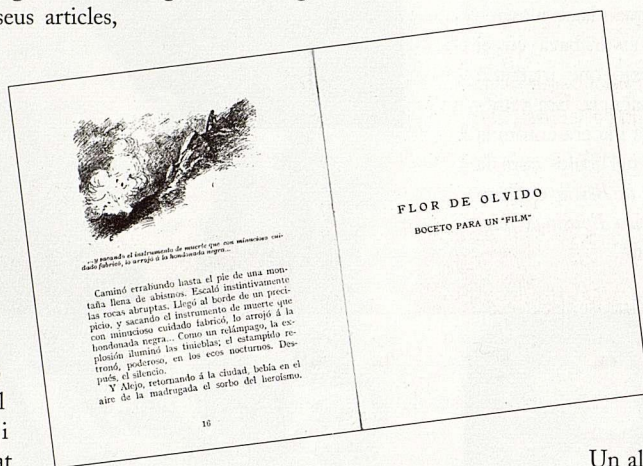 seus articles,
...y sacando el instrumento de muerte que con minucioso cui-
dado fabricó, lo arrojó á la hondonada negra...
Caminó errabundo hasta el pie de una mon-
taña llena de abismos. Escaló instintivamente
las rocas abruptas. Llegó al borde de un preci-
picio, y sacando el instrumento de muerte que
con minucioso cuidado fabricó, lo arrojó á la
hondonada negra... Como un relámpago, la ex-
plosión iluminó las tinieblas; el estampido re-
tronó, poderoso, en los ecos nocturnos. Des-
pués, el silencio.
Y Alejo, retornando á la ciudad, bebía en el
aire de la madrugada el sorbo del heroísmo.
16
FLOR DE OLVIDO
BOCETO PARA UN "FILM"
l
i
at
Un al